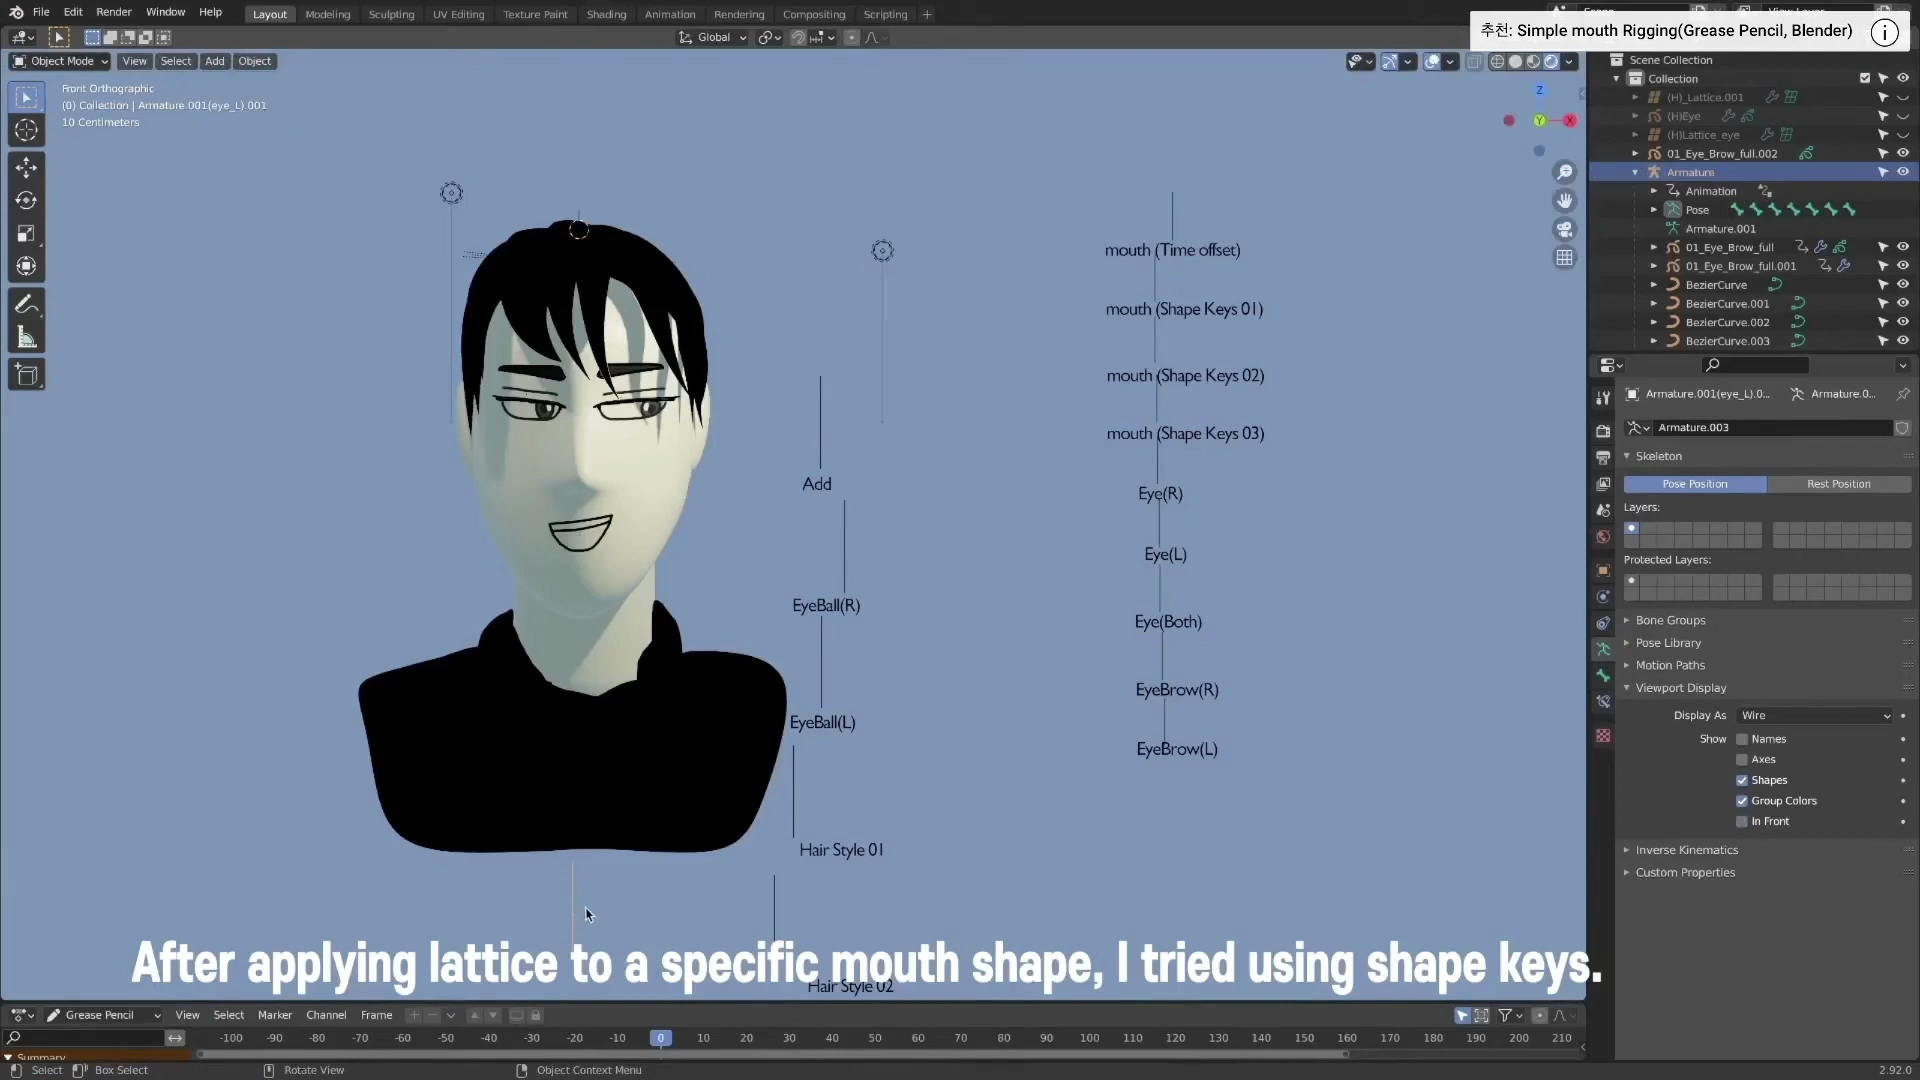 File Edit Render Window Help Layout Modeling Sculpting UV Editing Texture Paint Shading Animation Rendering Compositing Scripting +
추천: Simple mouth Rigging(Grease Pencil, Blender)
Global
Object Mode View Select Add Object
Front Orthographic
(0) Collection | Armature.001(eye_L).001
10 Centimeters
Z
Y
X
mouth (Time offset)
mouth (Shape Keys 01)
mouth (Shape Keys 02)
mouth (Shape Keys 03)
Eye(R)
Eye(L)
Eye(Both)
EyeBrow(R)
EyeBrow(L)
Add
EyeBall(R)
EyeBall(L)
Hair Style 01
Hair Style 02
After applying lattice to a specific mouth shape, I tried using shape keys.
Scene Collection
Collection
(H)_Lattice.001
(H)Eye
(H)Lattice_eye
01_Eye_Brow_full.002
Armature
Animation
Pose
Armature.001
01_Eye_Brow_full
01_Eye_Brow_full.001
BezierCurve
BezierCurve.001
BezierCurve.002
BezierCurve.003
Armature.001(eye_L).0... Armature.0...
Armature.003
Skeleton
Pose Position Rest Position
Layers:
Protected Layers:
Bone Groups
Pose Library
Motion Paths
Viewport Display
Display As Wire
Show Names
Axes
Shapes
Group Colors
In Front
Inverse Kinematics
Custom Properties
Grease Pencil View Select Marker Channel Frame
-100 -90 -80 -70 -60 -50 -40 -30 -20 -10 0 10 20 30 40 50 60 70 80 90 100 110 120 130 140 150 160 170 180 190 200 210
Summary
Select Box Select Rotate View Object Context Menu 2.92.0